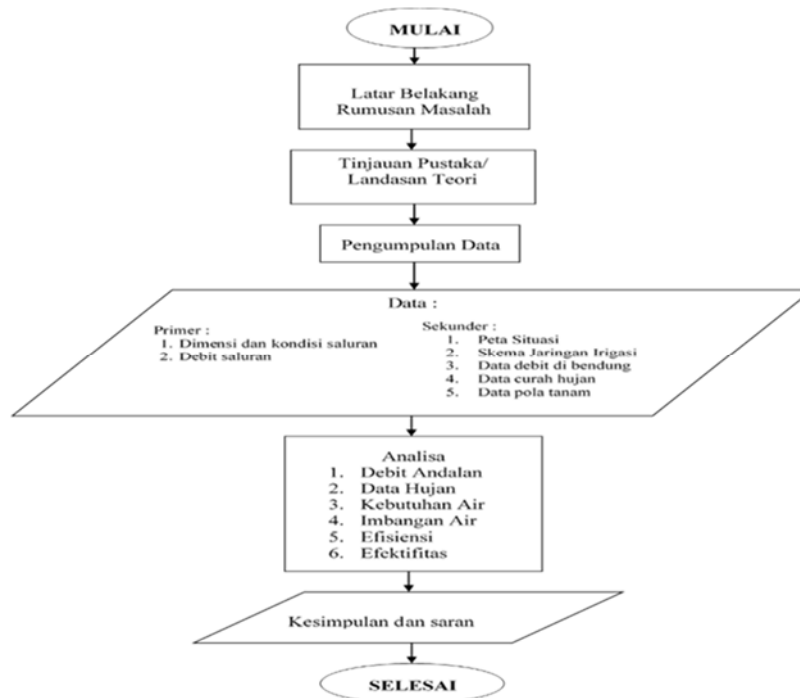 MULAI
Latar Belakang
Rumusan Masalah
Tinjauan Pustaka/
Landasan Teori
Pengumpulan Data
Data :
Primer :
1. Dimensi dan kondisi saluran
2. Debit saluran
Sekunder :
1. Peta Situasi
2. Skema Jaringan Irigasi
3. Data debit di bendung
4. Data curah hujan
5. Data pola tanam
Analisa
1. Debit Andalan
2. Data Hujan
3. Kebutuhan Air
4. Imbangan Air
5. Efisiensi
6. Efektifitas
Kesimpulan dan saran
SELESAI